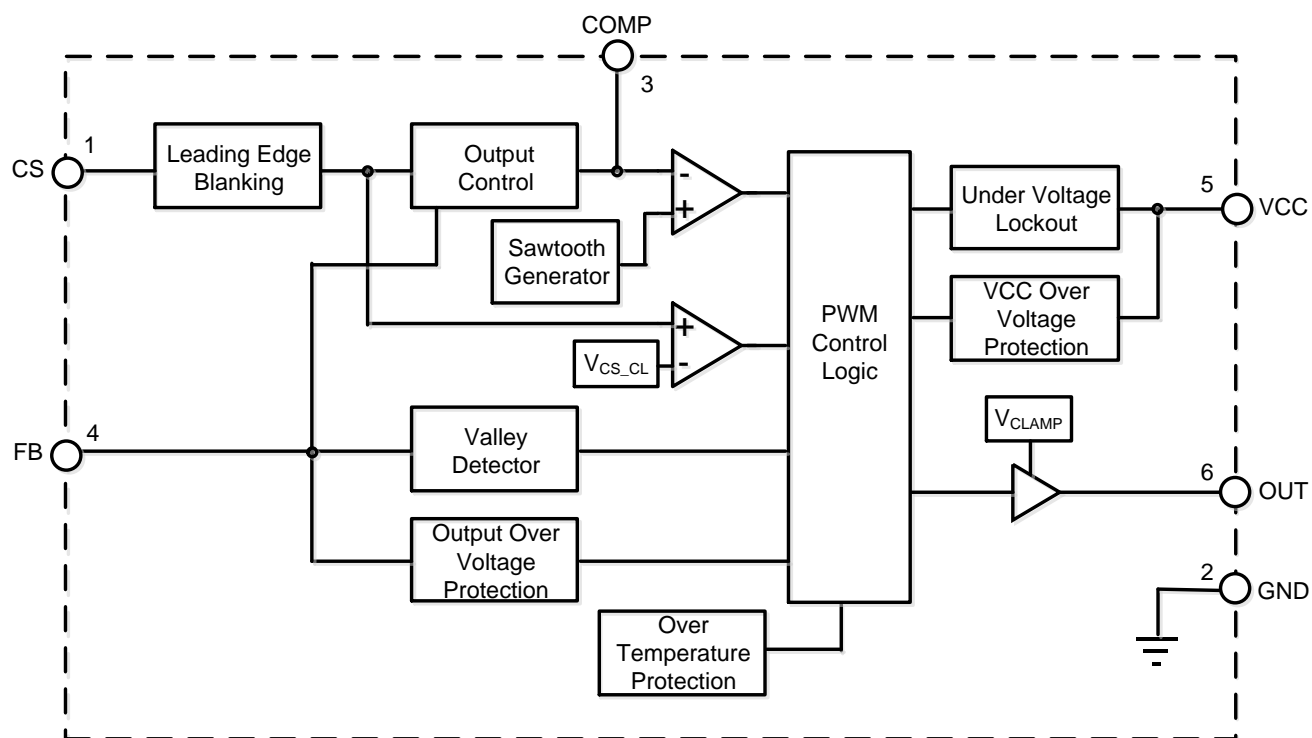 COMP
3
1
CS
Leading Edge
Blanking
Output
Control
-
+
Sawtooth
Generator
+
-
V_CS_CL
PWM
Control
Logic
Under Voltage
Lockout
5
VCC
VCC Over
Voltage
Protection
V_CLAMP
4
FB
Valley
Detector
6
OUT
Output Over
Voltage
Protection
2
GND
Over
Temperature
Protection